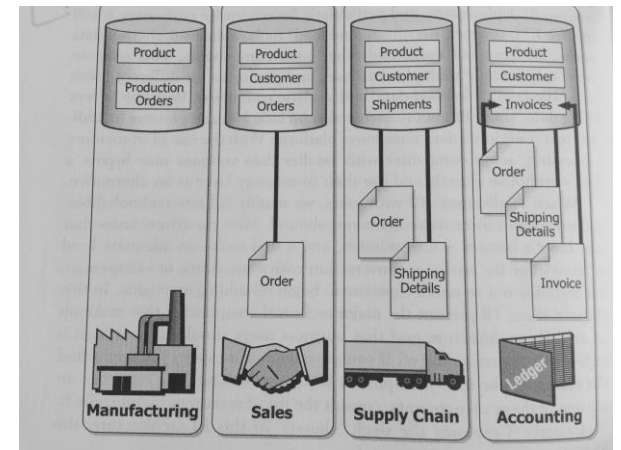 Product
Production
Orders
Manufacturing
Product
Customer
Orders
Order
Sales
Product
Customer
Shipments
Order
Shipping
Details
Supply Chain
Product
Customer
Invoices
Order
Shipping
Details
Invoice
Ledger
Accounting